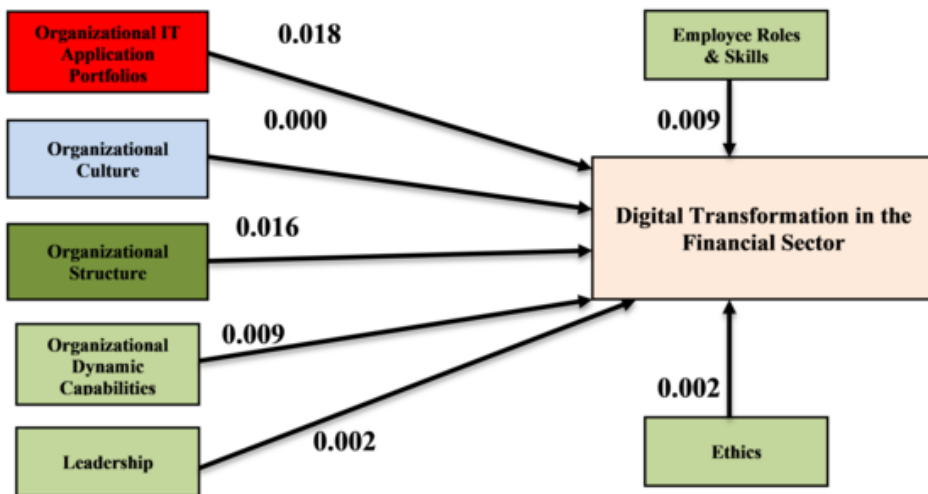 Organizational IT
Application
Portfolios
0.018
Employee Roles
& Skills
0.000
0.009
Organizational
Culture
Digital Transformation in the
Financial Sector
0.016
Organizational
Structure
0.009
Organizational
Dynamic
Capabilities
0.002
0.002
Leadership
Ethics